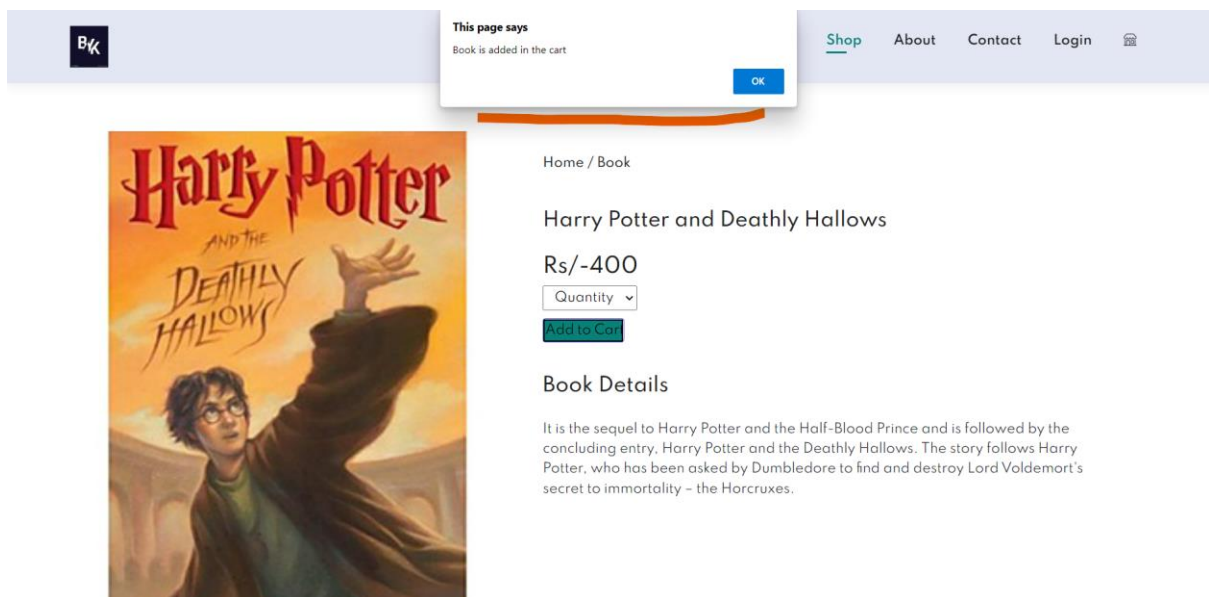 BYK
This page says
Book is added in the cart
OK
Shop About Contact Login
Harry Potter
AND THE
DEATHLY
HALLOWS
Home / Book
Harry Potter and Deathly Hallows
Rs/-400
Quantity
Add to Cart
Book Details
It is the sequel to Harry Potter and the Half-Blood Prince and is followed by the
concluding entry, Harry Potter and the Deathly Hallows. The story follows Harry
Potter, who has been asked by Dumbledore to find and destroy Lord Voldemort's
secret to immortality – the Horcruxes.